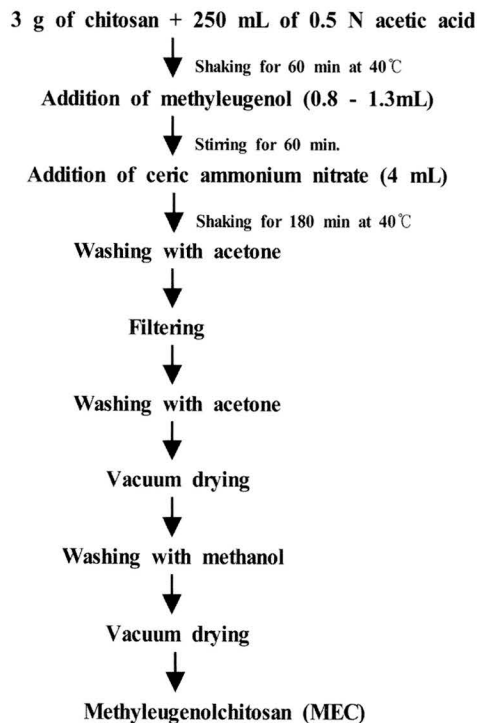 3 g of chitosan + 250 mL of 0.5 N acetic acid
Shaking for 60 min at 40℃
Addition of methyleugenol (0.8 - 1.3mL)
Stirring for 60 min.
Addition of ceric ammonium nitrate (4 mL)
Shaking for 180 min at 40℃
Washing with acetone
Filtering
Washing with acetone
Vacuum drying
Washing with methanol
Vacuum drying
Methyleugenolchitosan (MEC)